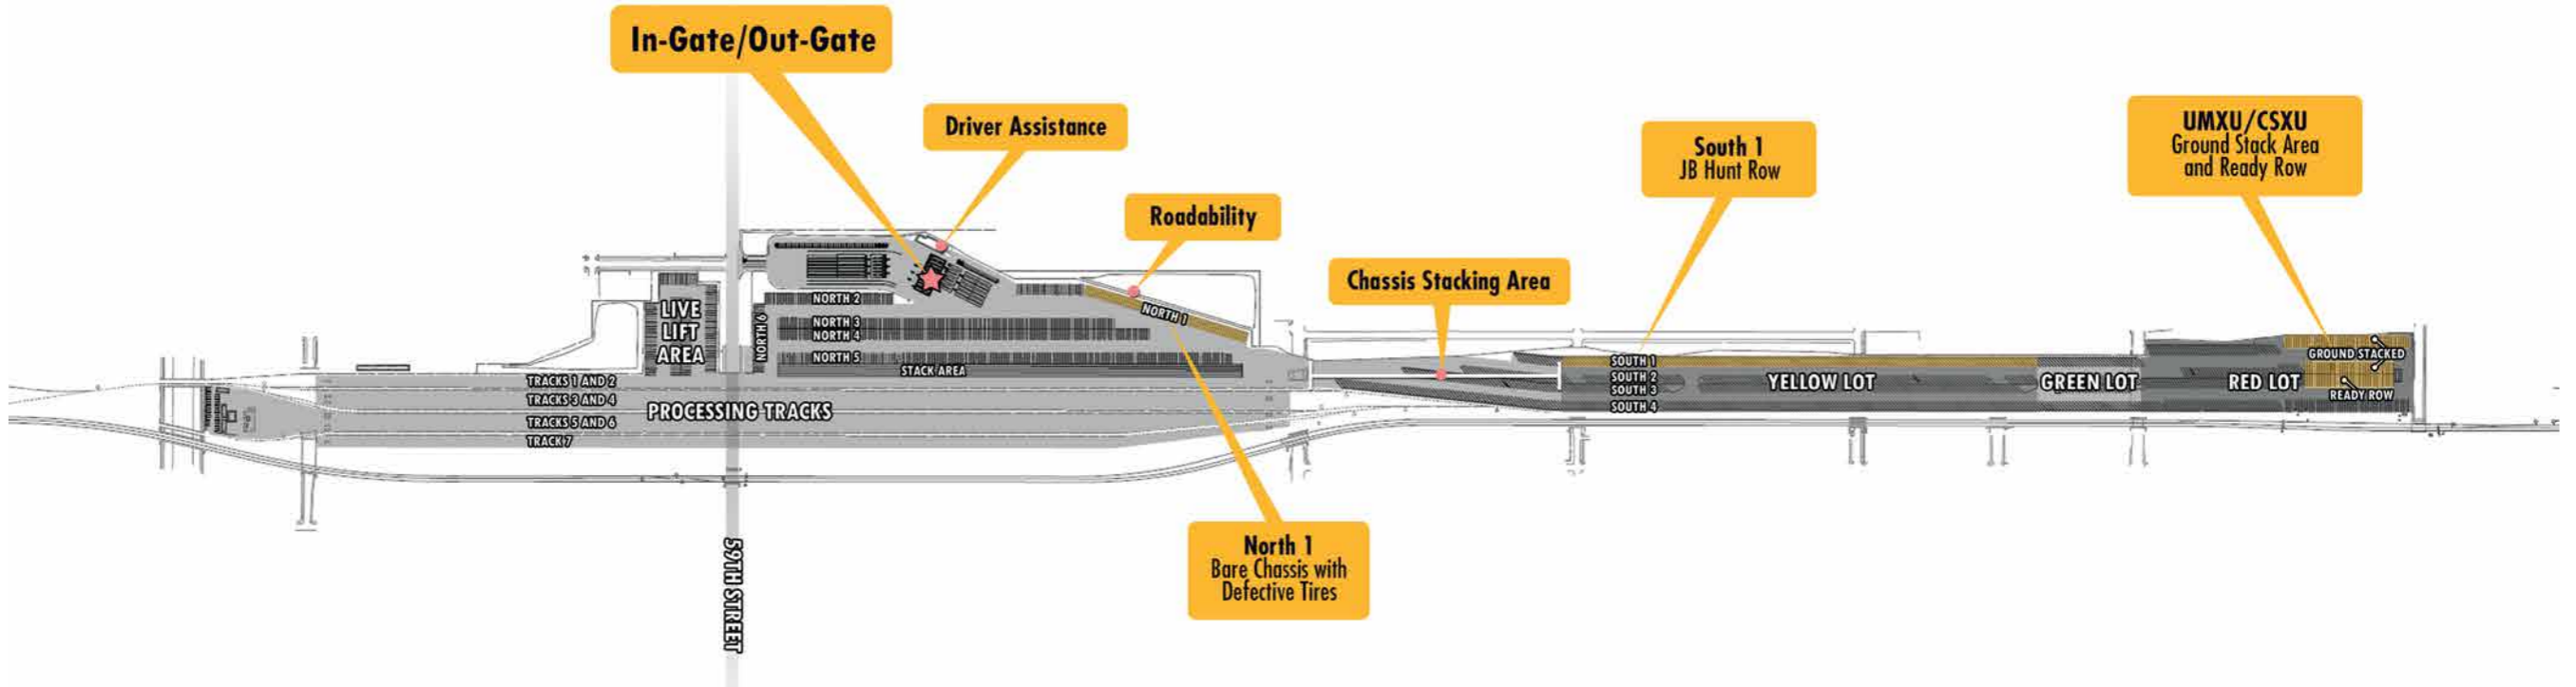 In-Gate/Out-Gate
Driver Assistance
Roadability
Chassis Stacking Area
South 1
JB Hunt Row
UMXU/CSXU
Ground Stack Area
and Ready Row
LIVE
LIFT
AREA
NORTH 6
NORTH 2
NORTH 3
NORTH 4
NORTH 5
STACK AREA
NORTH 1
TRACKS 1 AND 2
TRACKS 3 AND 4
TRACKS 5 AND 6
TRACK 7
PROCESSING TRACKS
SOUTH 1
SOUTH 2
SOUTH 3
SOUTH 4
YELLOW LOT
GREEN LOT
RED LOT
GROUND STACKED
READY ROW
North 1
Bare Chassis with
Defective Tires
59TH STREET